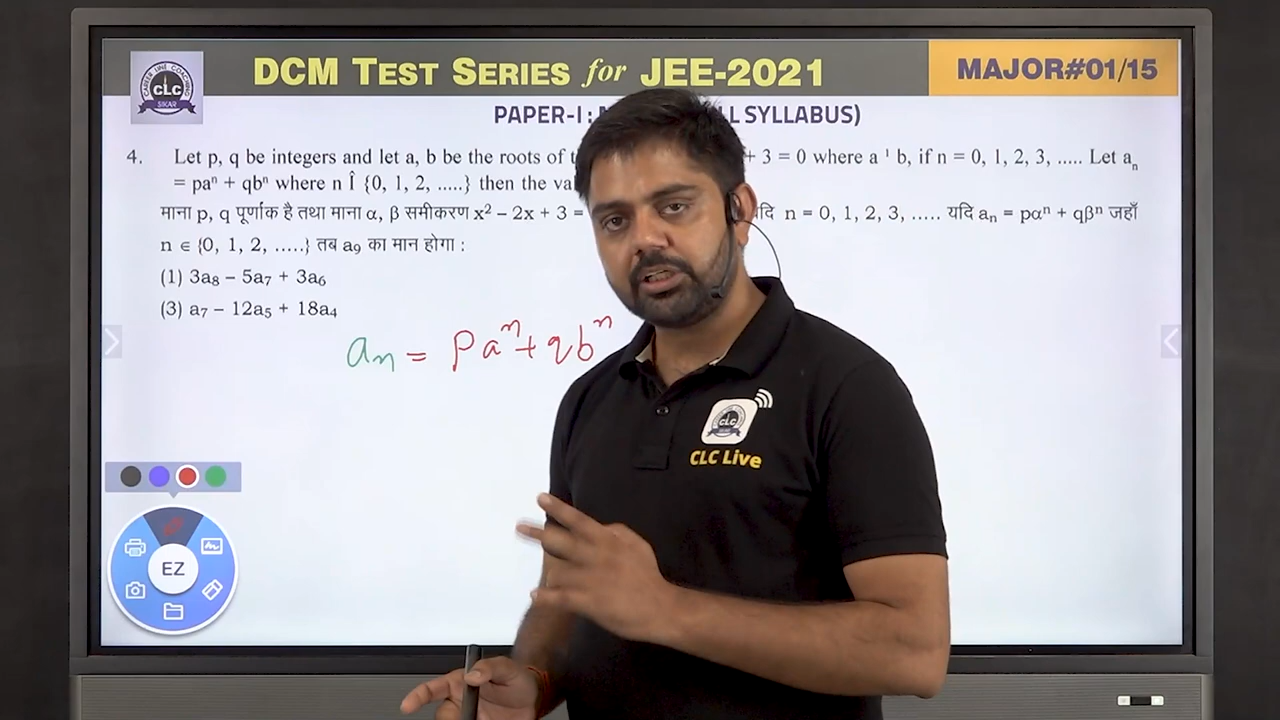 DCM TEST SERIES for JEE-2021
MAJOR#01/15
CLC
SIKAR
PAPER-I : L SYLLABUS)
4. Let p, q be integers and let a, b be the roots of + 3 = 0 where a ¹ b, if n = 0, 1, 2, 3, ..... Let aₙ
= paⁿ + qbⁿ where n Î {0, 1, 2, .....} then the
माना p, q पूर्णांक है तथा माना α, β समीकरण x² – 2x + 3 = यदि n = 0, 1, 2, 3, ..... यदि aₙ = pαⁿ + qβⁿ जहाँ
n ∈ {0, 1, 2, .....} तब a₉ का मान होगा :
(1) 3a₈ – 5a₇ + 3a₆
(3) a₇ – 12a₅ + 18a₄
aₙ = paⁿ + qbⁿ
EZ
CLC
CLC Live